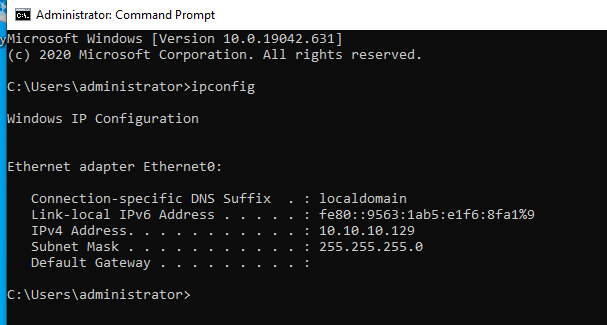 Administrator: Command Prompt
Microsoft Windows [Version 10.0.19042.631]
(c) 2020 Microsoft Corporation. All rights reserved.
C:\Users\administrator>ipconfig
Windows IP Configuration
Ethernet adapter Ethernet0:
Connection-specific DNS Suffix  . : localdomain
Link-local IPv6 Address . . . . . : fe80::9563:1ab5:e1f6:8fa1%9
IPv4 Address. . . . . . . . . . . : 10.10.10.129
Subnet Mask . . . . . . . . . . . : 255.255.255.0
Default Gateway . . . . . . . . . :
C:\Users\administrator>